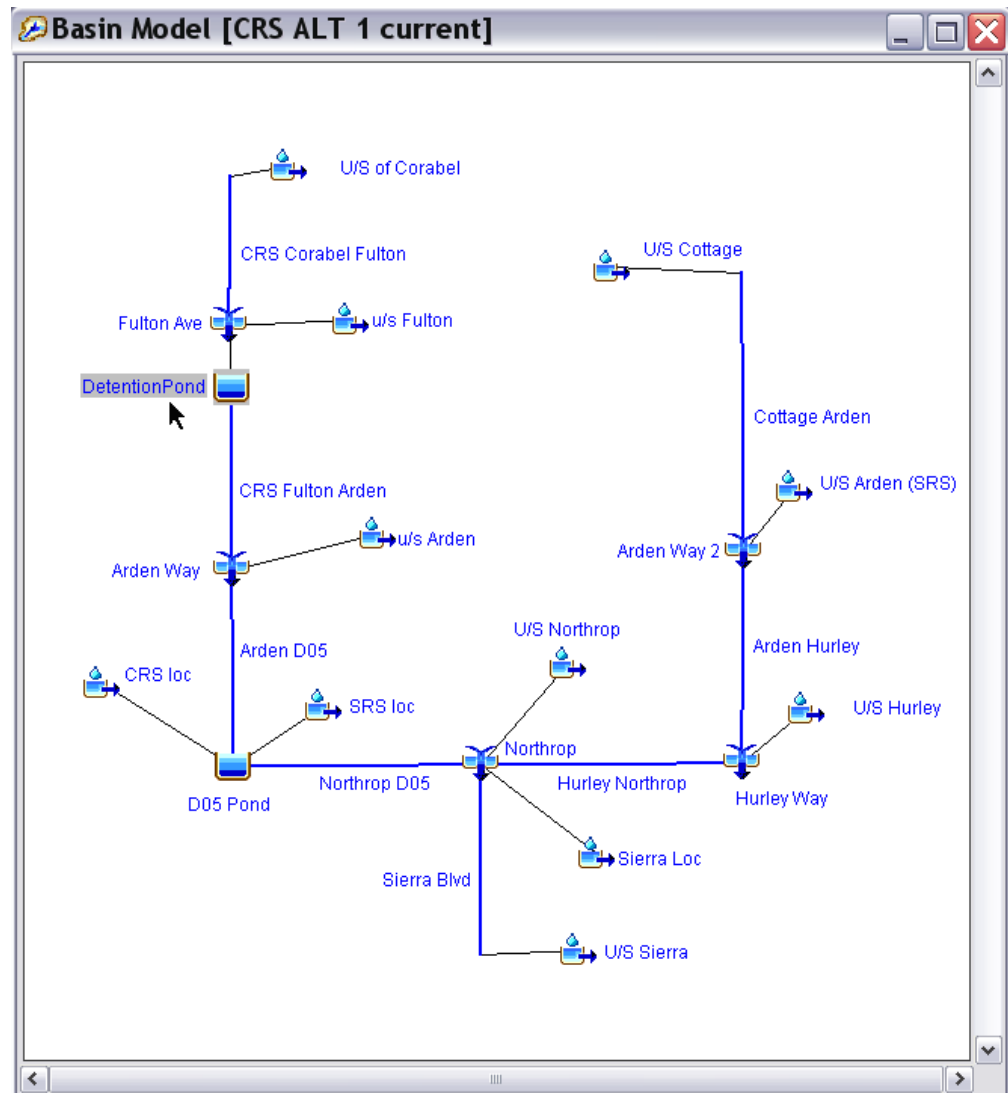 Basin Model [CRS ALT 1 current]
U/S of Corabel
U/S Cottage
CRS Corabel Fulton
Fulton Ave
u/s Fulton
DetentionPond
Cottage Arden
CRS Fulton Arden
U/S Arden (SRS)
u/s Arden
Arden Way 2
Arden Way
U/S Northrop
Arden D05
Arden Hurley
CRS loc
SRS loc
U/S Hurley
Northrop
Northrop D05
Hurley Northrop
D05 Pond
Hurley Way
Sierra Loc
Sierra Blvd
U/S Sierra